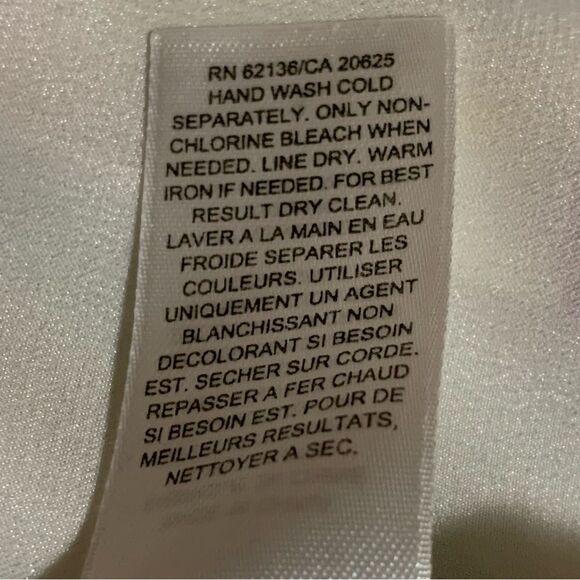 RN 62136/CA 20625
HAND WASH COLD
SEPARATELY. ONLY NON-
CHLORINE BLEACH WHEN
NEEDED. LINE DRY. WARM
IRON IF NEEDED. FOR BEST
RESULT DRY CLEAN.
LAVER A LA MAIN EN EAU
FROIDE SEPARER LES
COULEURS. UTILISER
UNIQUEMENT UN AGENT
BLANCHISSANT NON
DECOLORANT SI BESOIN
EST. SECHER SUR CORDE.
REPASSER A FER CHAUD
SI BESOIN EST. POUR DE
MEILLEURS RESULTATS,
NETTOYER A SEC.